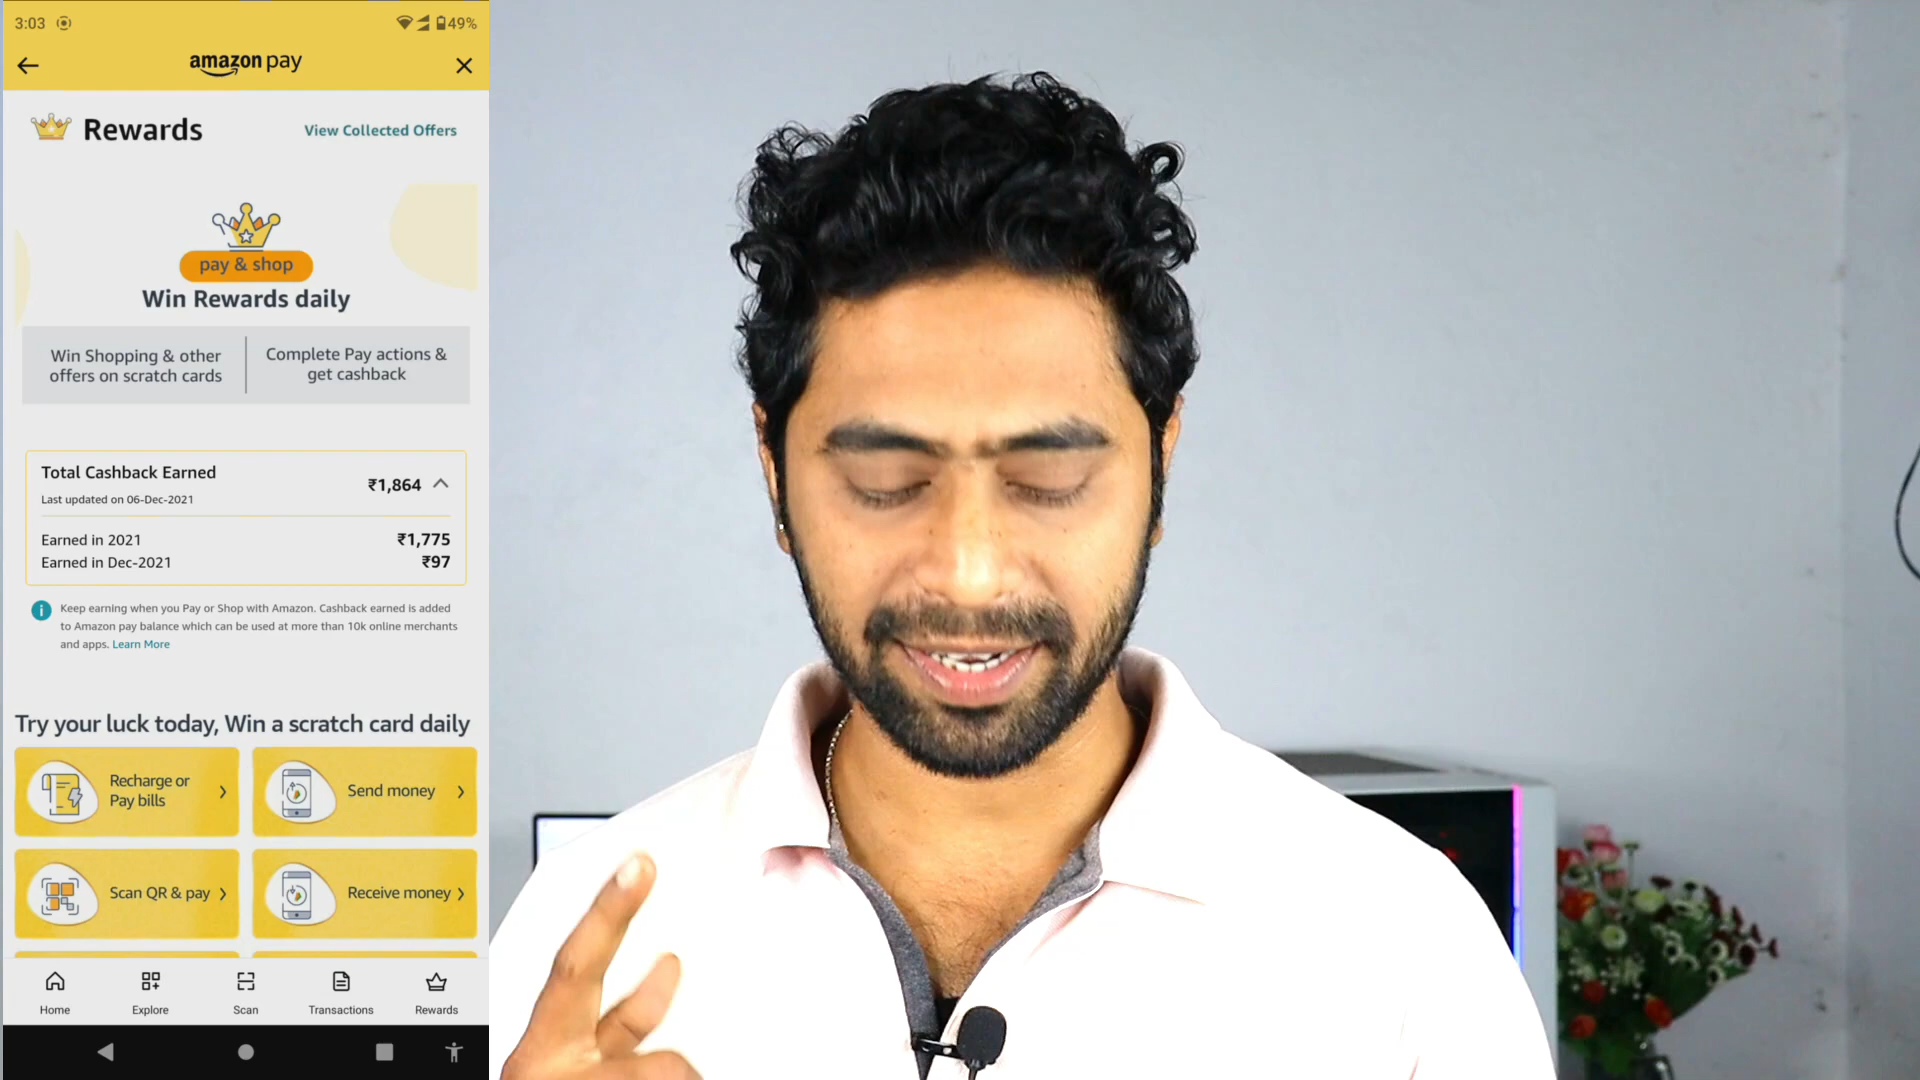 3:03
49%
amazon pay
Rewards
View Collected Offers
pay & shop
Win Rewards daily
Win Shopping & other
offers on scratch cards
Complete Pay actions &
get cashback
Total Cashback Earned
₹1,864
Last updated on 06-Dec-2021
Earned in 2021
₹1,775
Earned in Dec-2021
₹97
Keep earning when you Pay or Shop with Amazon. Cashback earned is added
to Amazon pay balance which can be used at more than 10k online merchants
and apps. Learn More
Try your luck today, Win a scratch card daily
Recharge or
Pay bills
Send money
Scan QR & pay
Receive money
Home
Explore
Scan
Transactions
Rewards